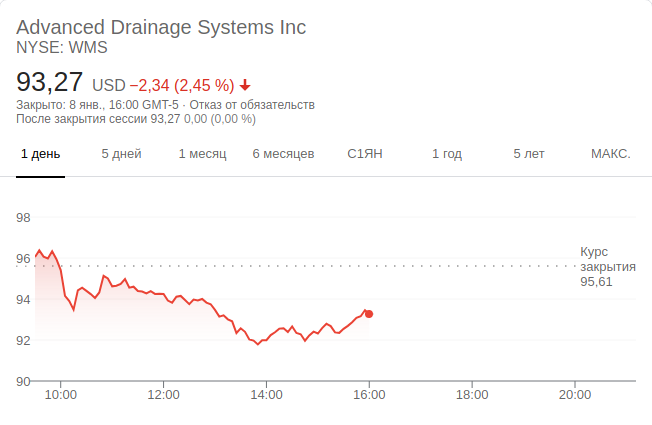 Advanced Drainage Systems Inc
NYSE: WMS
93,27 USD −2,34 (2,45 %)
Закрыто: 8 янв., 16:00 GMT-5 · Отказ от обязательств
После закрытия сессии 93,27 0,00 (0,00 %)
1 день 5 дней 1 месяц 6 месяцев С1ЯН 1 год 5 лет МАКС.
98
96
94
92
90
Курс
закрытия
95,61
10:00 12:00 14:00 16:00 18:00 20:00